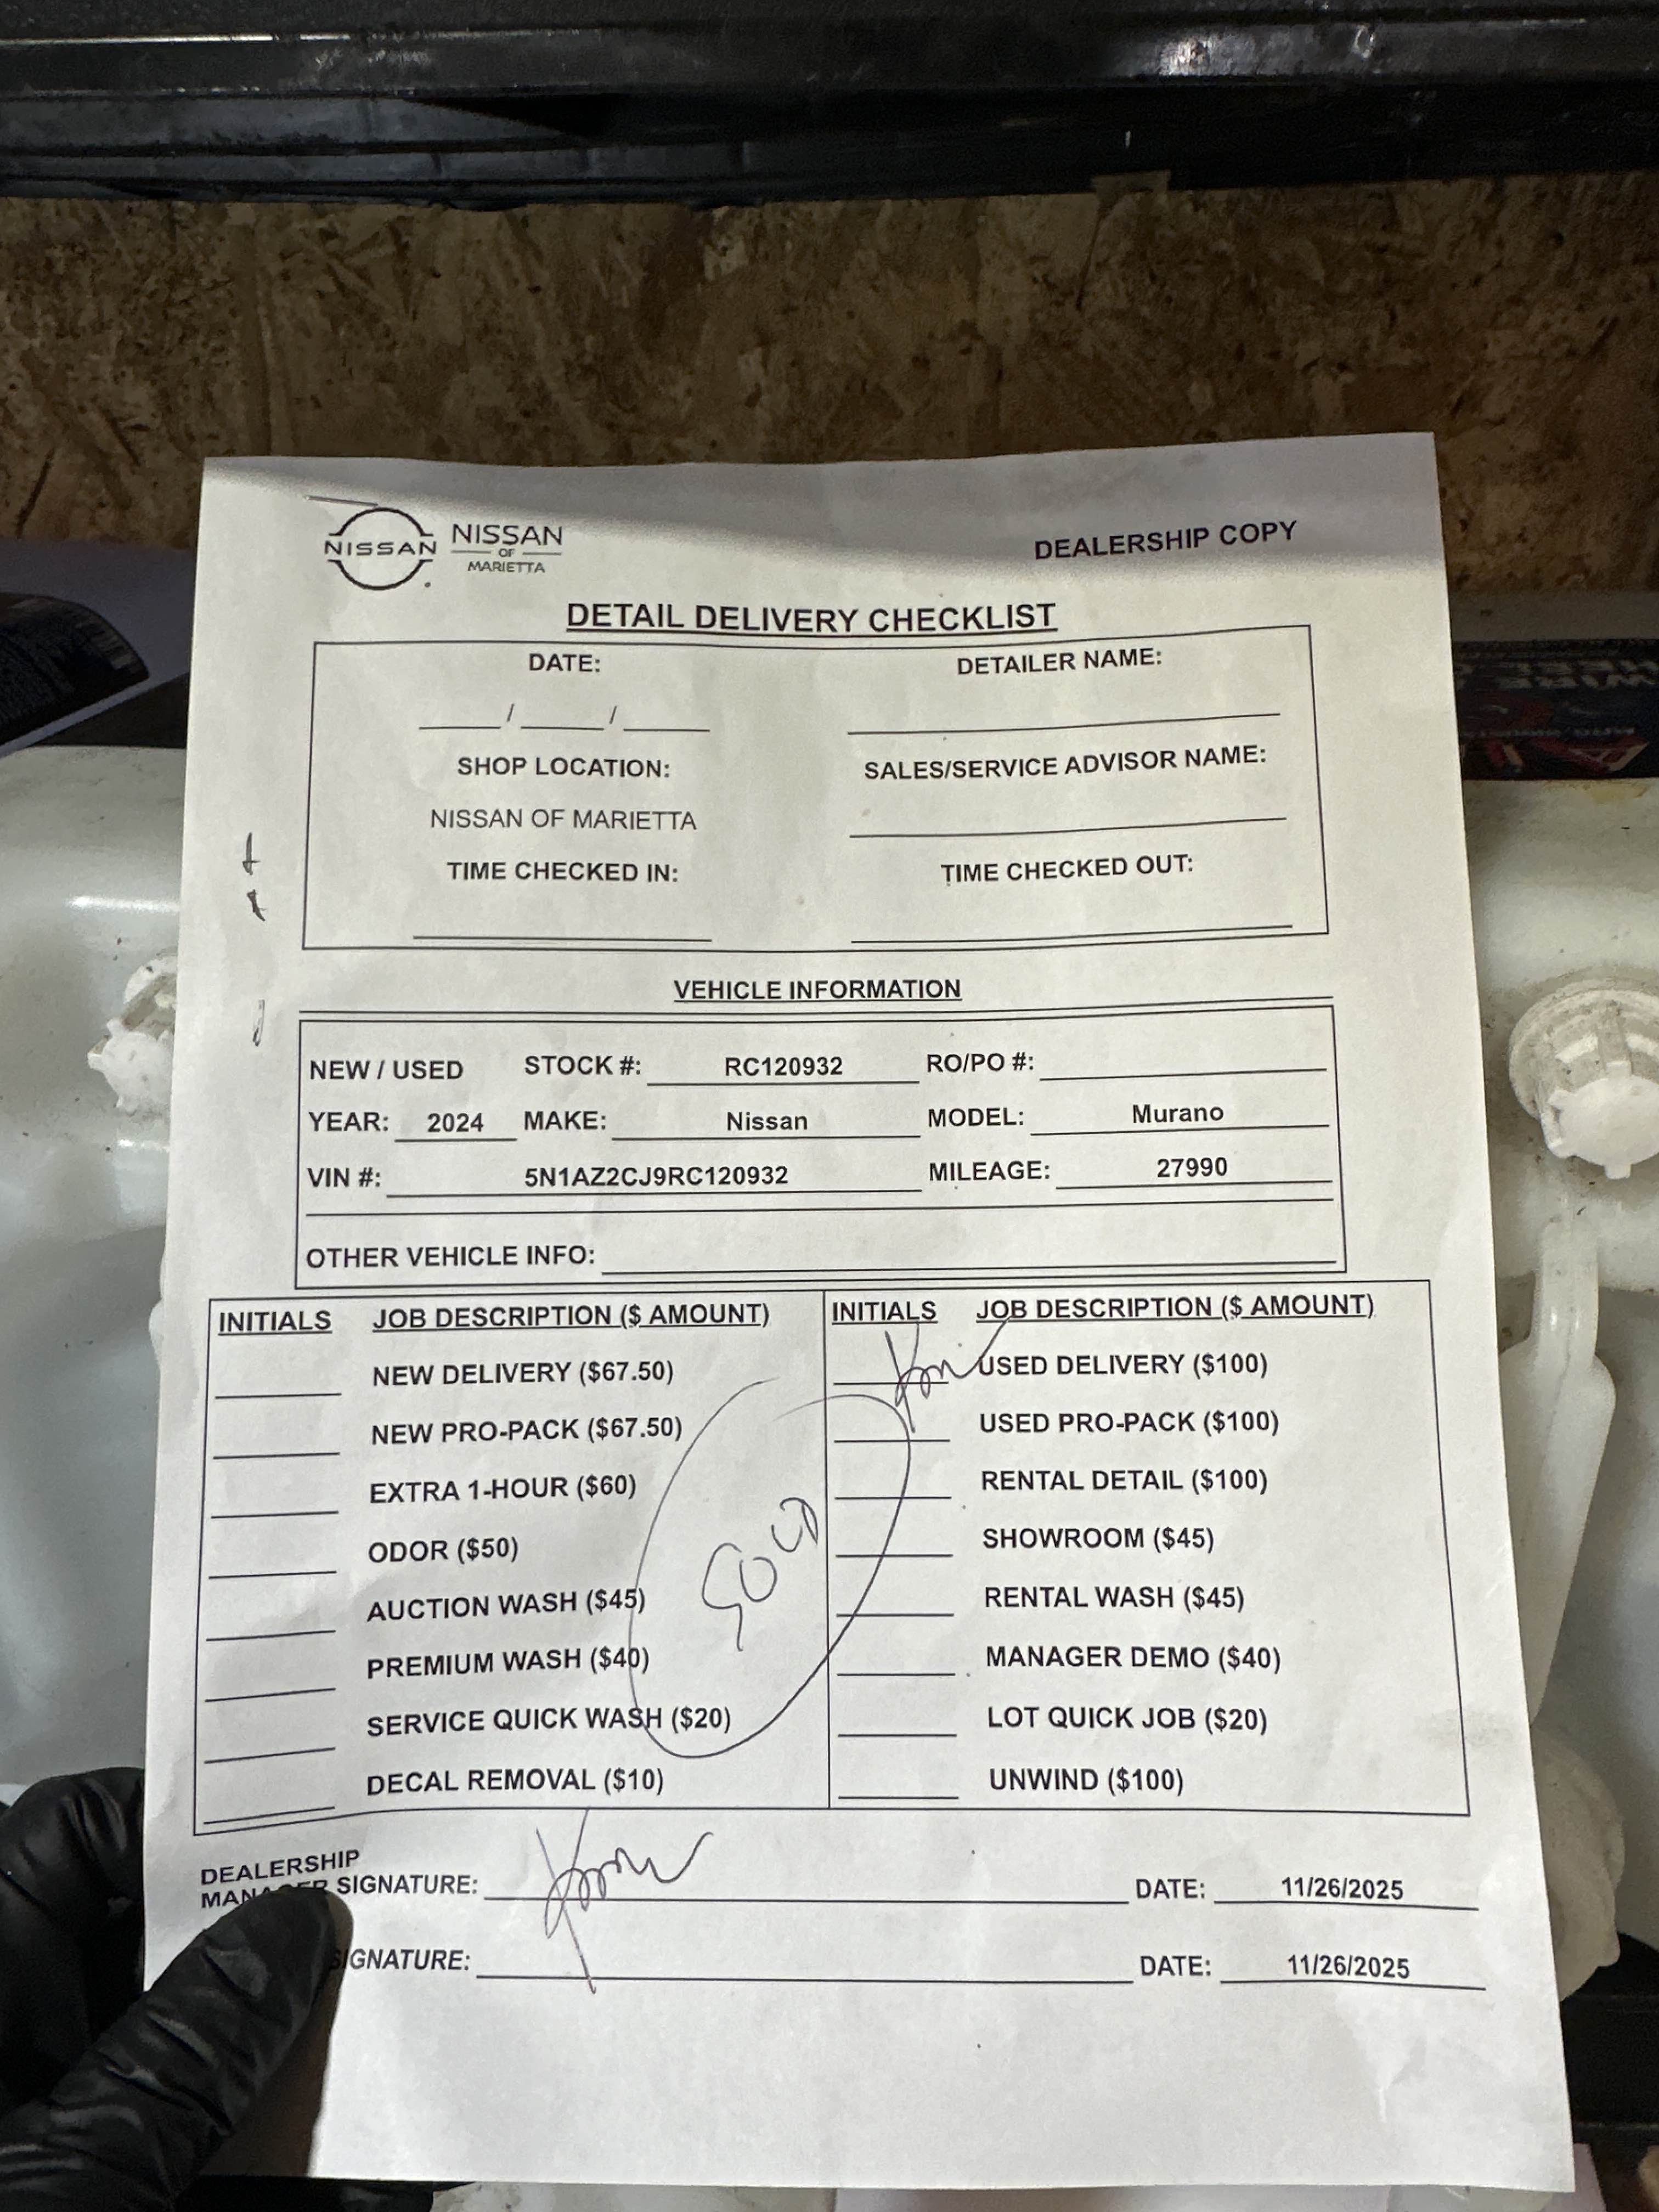 NISSAN
NISSAN
OF
MARIETTA
DEALERSHIP COPY
DETAIL DELIVERY CHECKLIST
DATE: DETAILER NAME:
/ /
SHOP LOCATION: SALES/SERVICE ADVISOR NAME:
NISSAN OF MARIETTA
TIME CHECKED IN: TIME CHECKED OUT:
VEHICLE INFORMATION
NEW / USED STOCK #: RC120932 RO/PO #:
YEAR: 2024 MAKE: Nissan MODEL: Murano
VIN #: 5N1AZ2CJ9RC120932 MILEAGE: 27990
OTHER VEHICLE INFO:
INITIALS JOB DESCRIPTION ($ AMOUNT) INITIALS JOB DESCRIPTION ($ AMOUNT)
NEW DELIVERY ($67.50) USED DELIVERY ($100)
NEW PRO-PACK ($67.50) USED PRO-PACK ($100)
EXTRA 1-HOUR ($60) RENTAL DETAIL ($100)
ODOR ($50) SOLD SHOWROOM ($45)
AUCTION WASH ($45) RENTAL WASH ($45)
PREMIUM WASH ($40) MANAGER DEMO ($40)
SERVICE QUICK WASH ($20) LOT QUICK JOB ($20)
DECAL REMOVAL ($10) UNWIND ($100)
DEALERSHIP
SIGNATURE: DATE: 11/26/2025
SIGNATURE: DATE: 11/26/2025